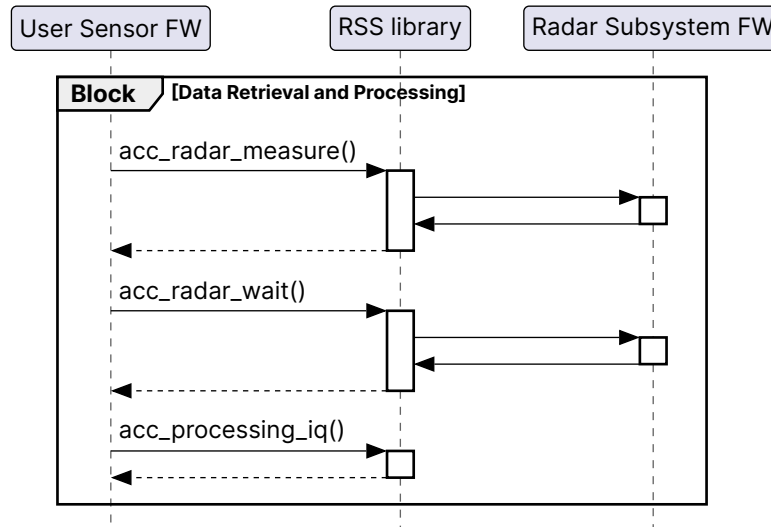 User Sensor FW
RSS library
Radar Subsystem FW
Block
[Data Retrieval and Processing]
acc_radar_measure()
acc_radar_wait()
acc_processing_iq()